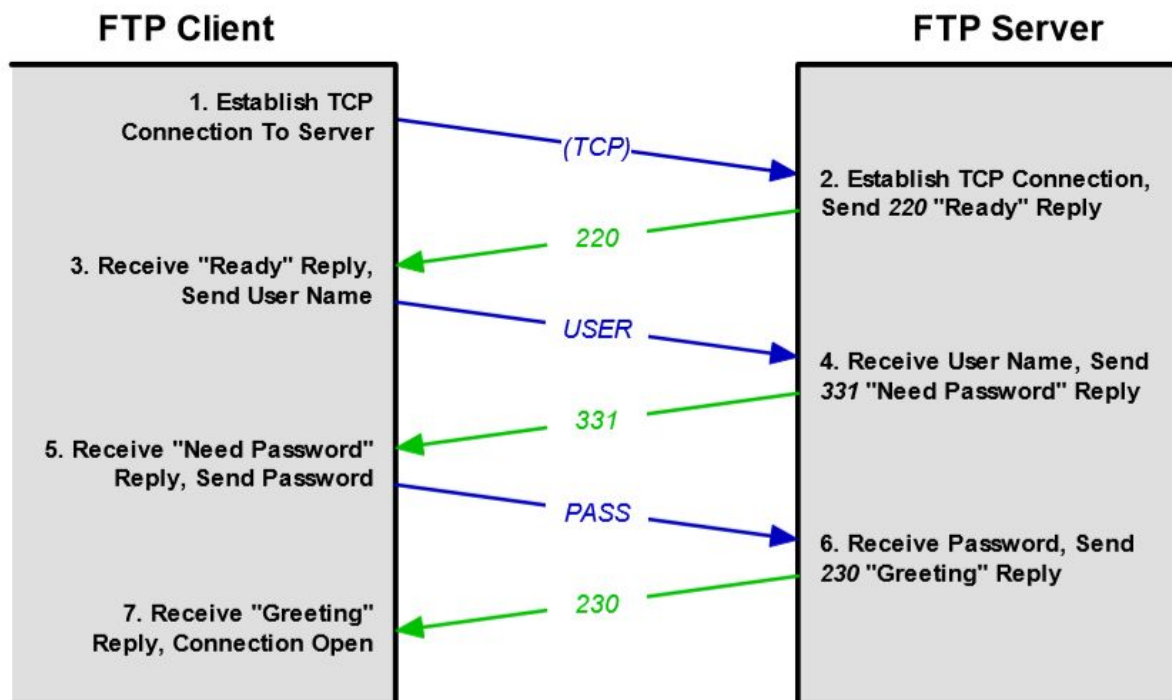 FTP Client
FTP Server
1. Establish TCP
Connection To Server
(TCP)
2. Establish TCP Connection,
Send 220 "Ready" Reply
220
3. Receive "Ready" Reply,
Send User Name
USER
4. Receive User Name, Send
331 "Need Password" Reply
331
5. Receive "Need Password"
Reply, Send Password
PASS
6. Receive Password, Send
230 "Greeting" Reply
230
7. Receive "Greeting"
Reply, Connection Open